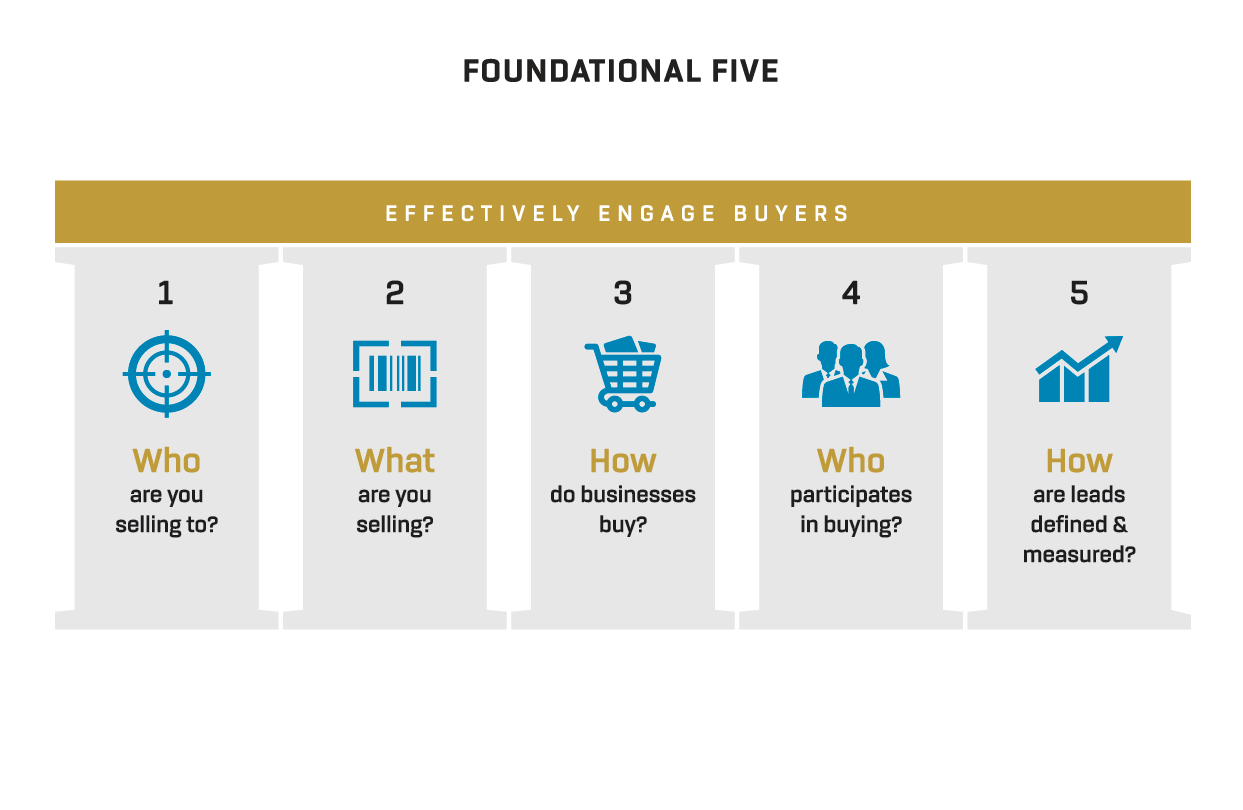 FOUNDATIONAL FIVE
EFFECTIVELY ENGAGE BUYERS
1
Who
are you
selling to?
2
What
are you
selling?
3
How
do businesses
buy?
4
Who
participates
in buying?
5
How
are leads
defined &
measured?